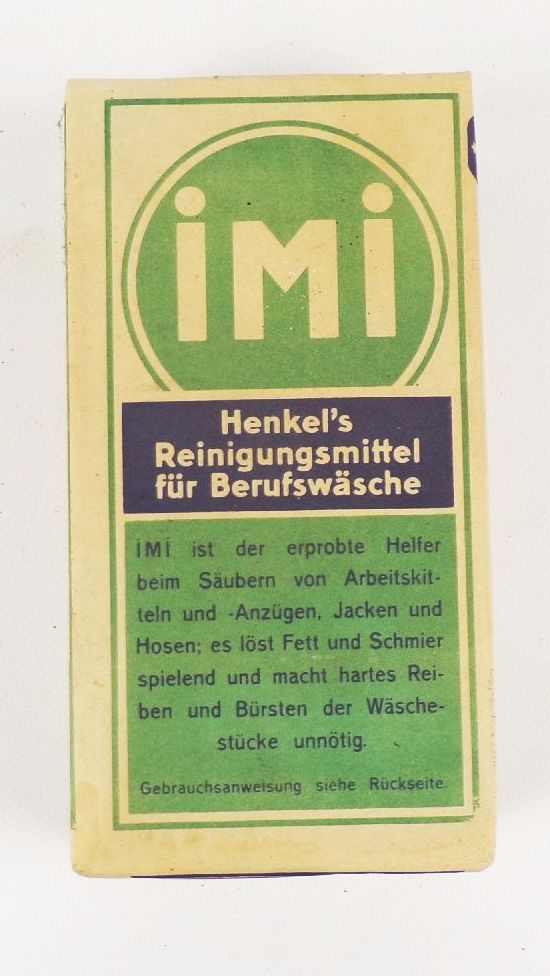 iMi
Henkel's
Reinigungsmittel
für Berufswäsche
iMi ist der erprobte Helfer
beim Säubern von Arbeitskit-
teln und -Anzügen, Jacken und
Hosen; es löst Fett und Schmier
spielend und macht hartes Rei-
ben und Bürsten der Wäsche-
stücke unnötig.
Gebrauchsanweisung siehe Rückseite.